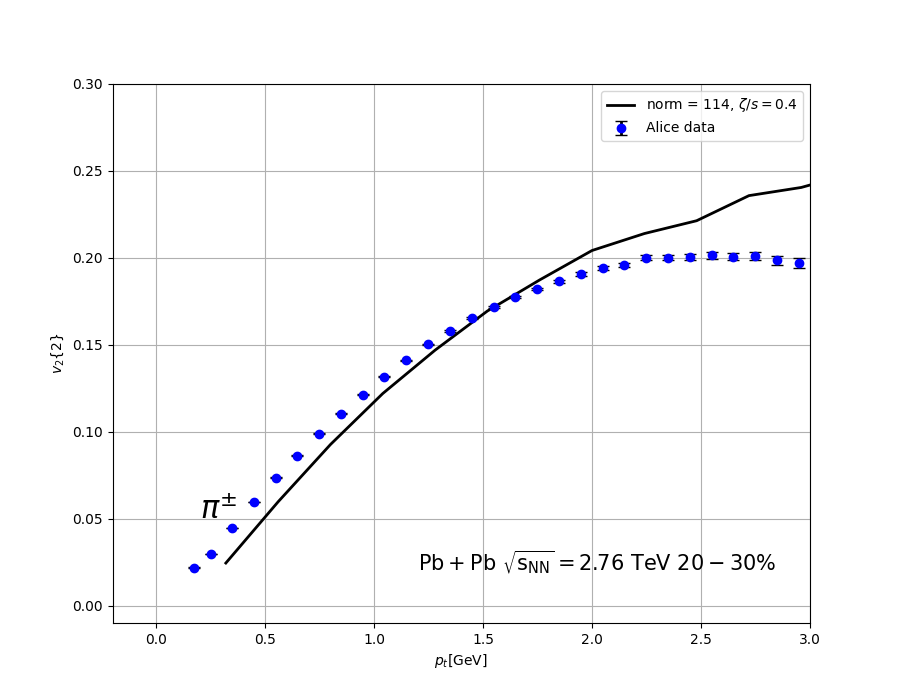 norm = 114, ζ/s = 0.4
Alice data
0.30
0.25
0.20
0.15
0.10
0.05
0.00
v₂{2}
π±
Pb + Pb √sNN = 2.76 TeV 20 − 30%
0.0 0.5 1.0 1.5 2.0 2.5 3.0
pₜ[GeV]